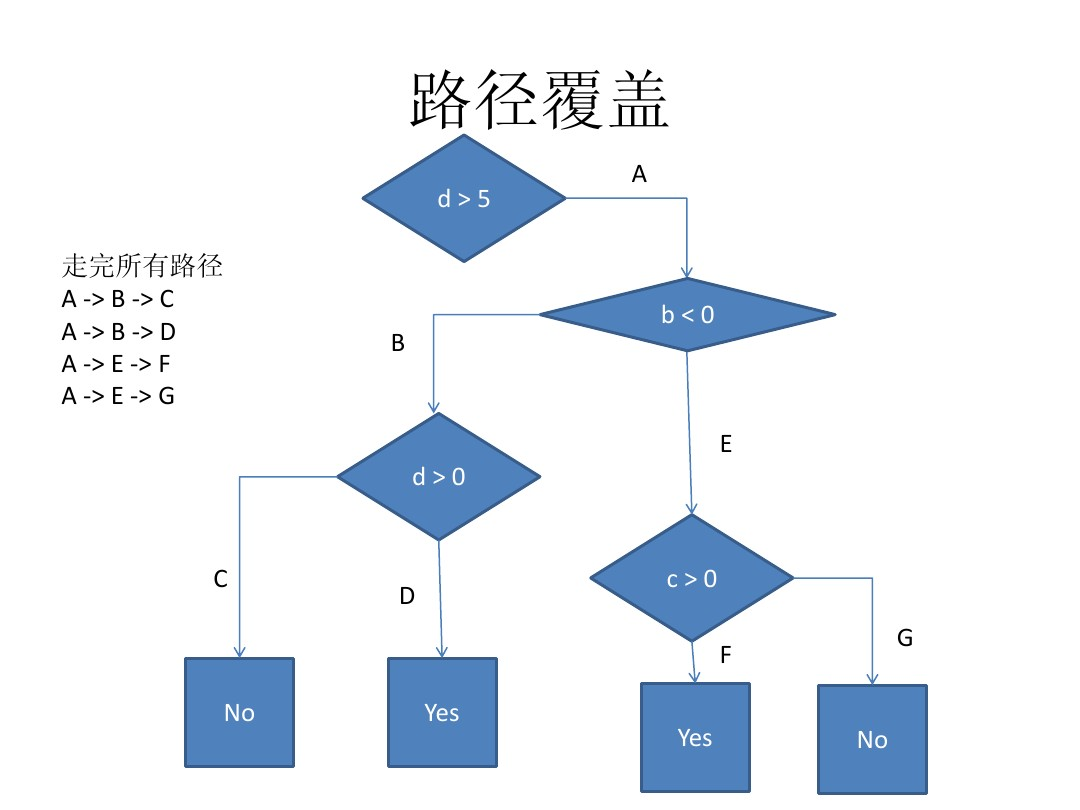 路径覆盖
d > 5
A
走完所有路径
A -> B -> C
A -> B -> D
A -> E -> F
A -> E -> G
b < 0
B
E
d > 0
c > 0
C
D
F
G
No
Yes
Yes
No